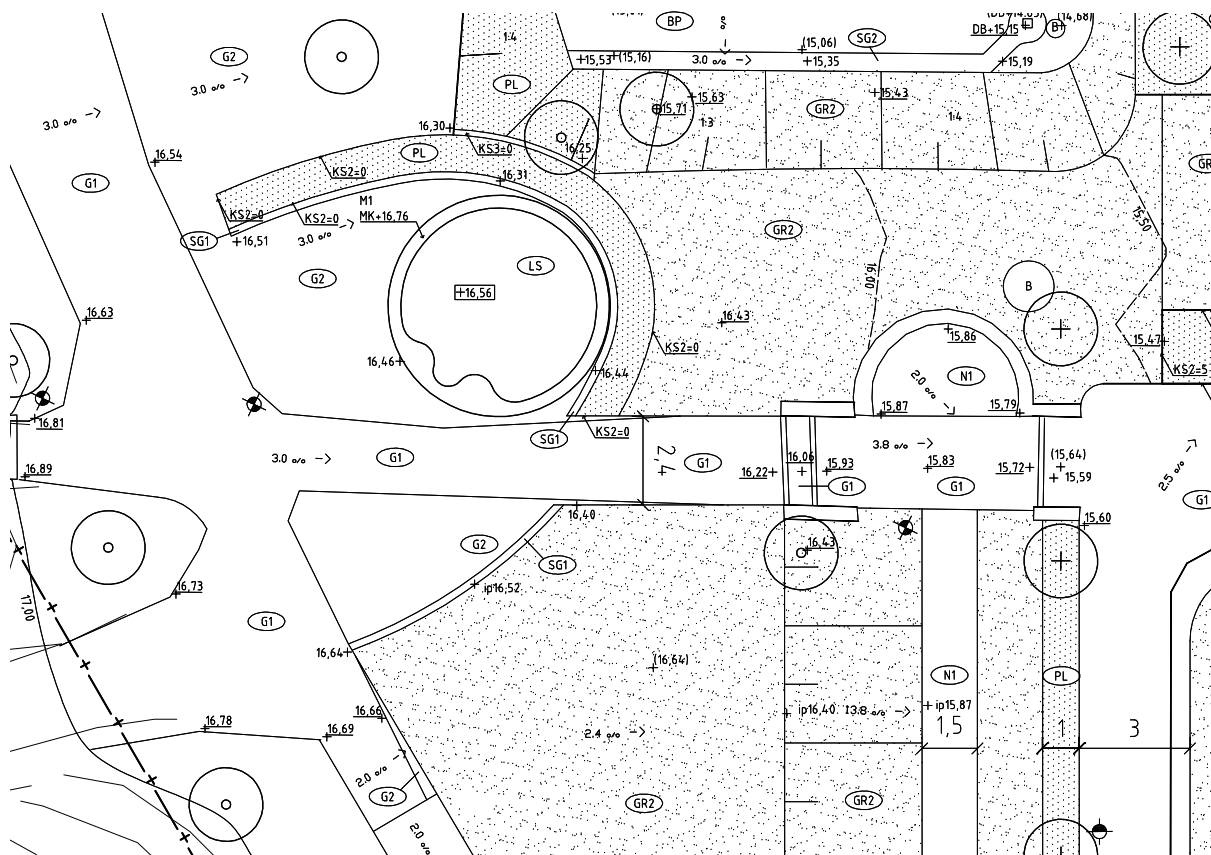 BP
(14,68)
DB+15,15
SG2
(15,06)
1:4
G2
15,53
(15,16)
3.0 %
15,35
15,19
3.0 %
PL
15,71
15,63
GR2
15,43
1:4
1:3
3.0 %
16,30
KS3=0
16,25
16,54
PL
GR
G1
KS2=0
16,31
M1
MK+16,76
KS2=0
KS2=0
15,50
SG1
16,51
3.0 %
GR2
G2
LS
16,00
B
16,56
16,63
16,43
15,86
15,47
KS2=0
16,46
16,44
KS2=5
N1
2.0 %
16,81
15,87
15,79
SG1
KS2=0
3.8 %
3.0 %
G1
2,4
G1
16,06
(15,64)
2.5 %
16,89
16,22
15,93
15,83
15,72
15,59
G1
G1
G1
16,40
15,60
G2
16,43
SG1
16,73
ip16,52
17,00
G1
16,64
(16,64)
N1
PL
16,66
ip16,40
13.8 %
ip15,87
16,78
16,69
2.4 %
1,5
1
3
2.0 %
G2
GR2
GR2
2.0 %